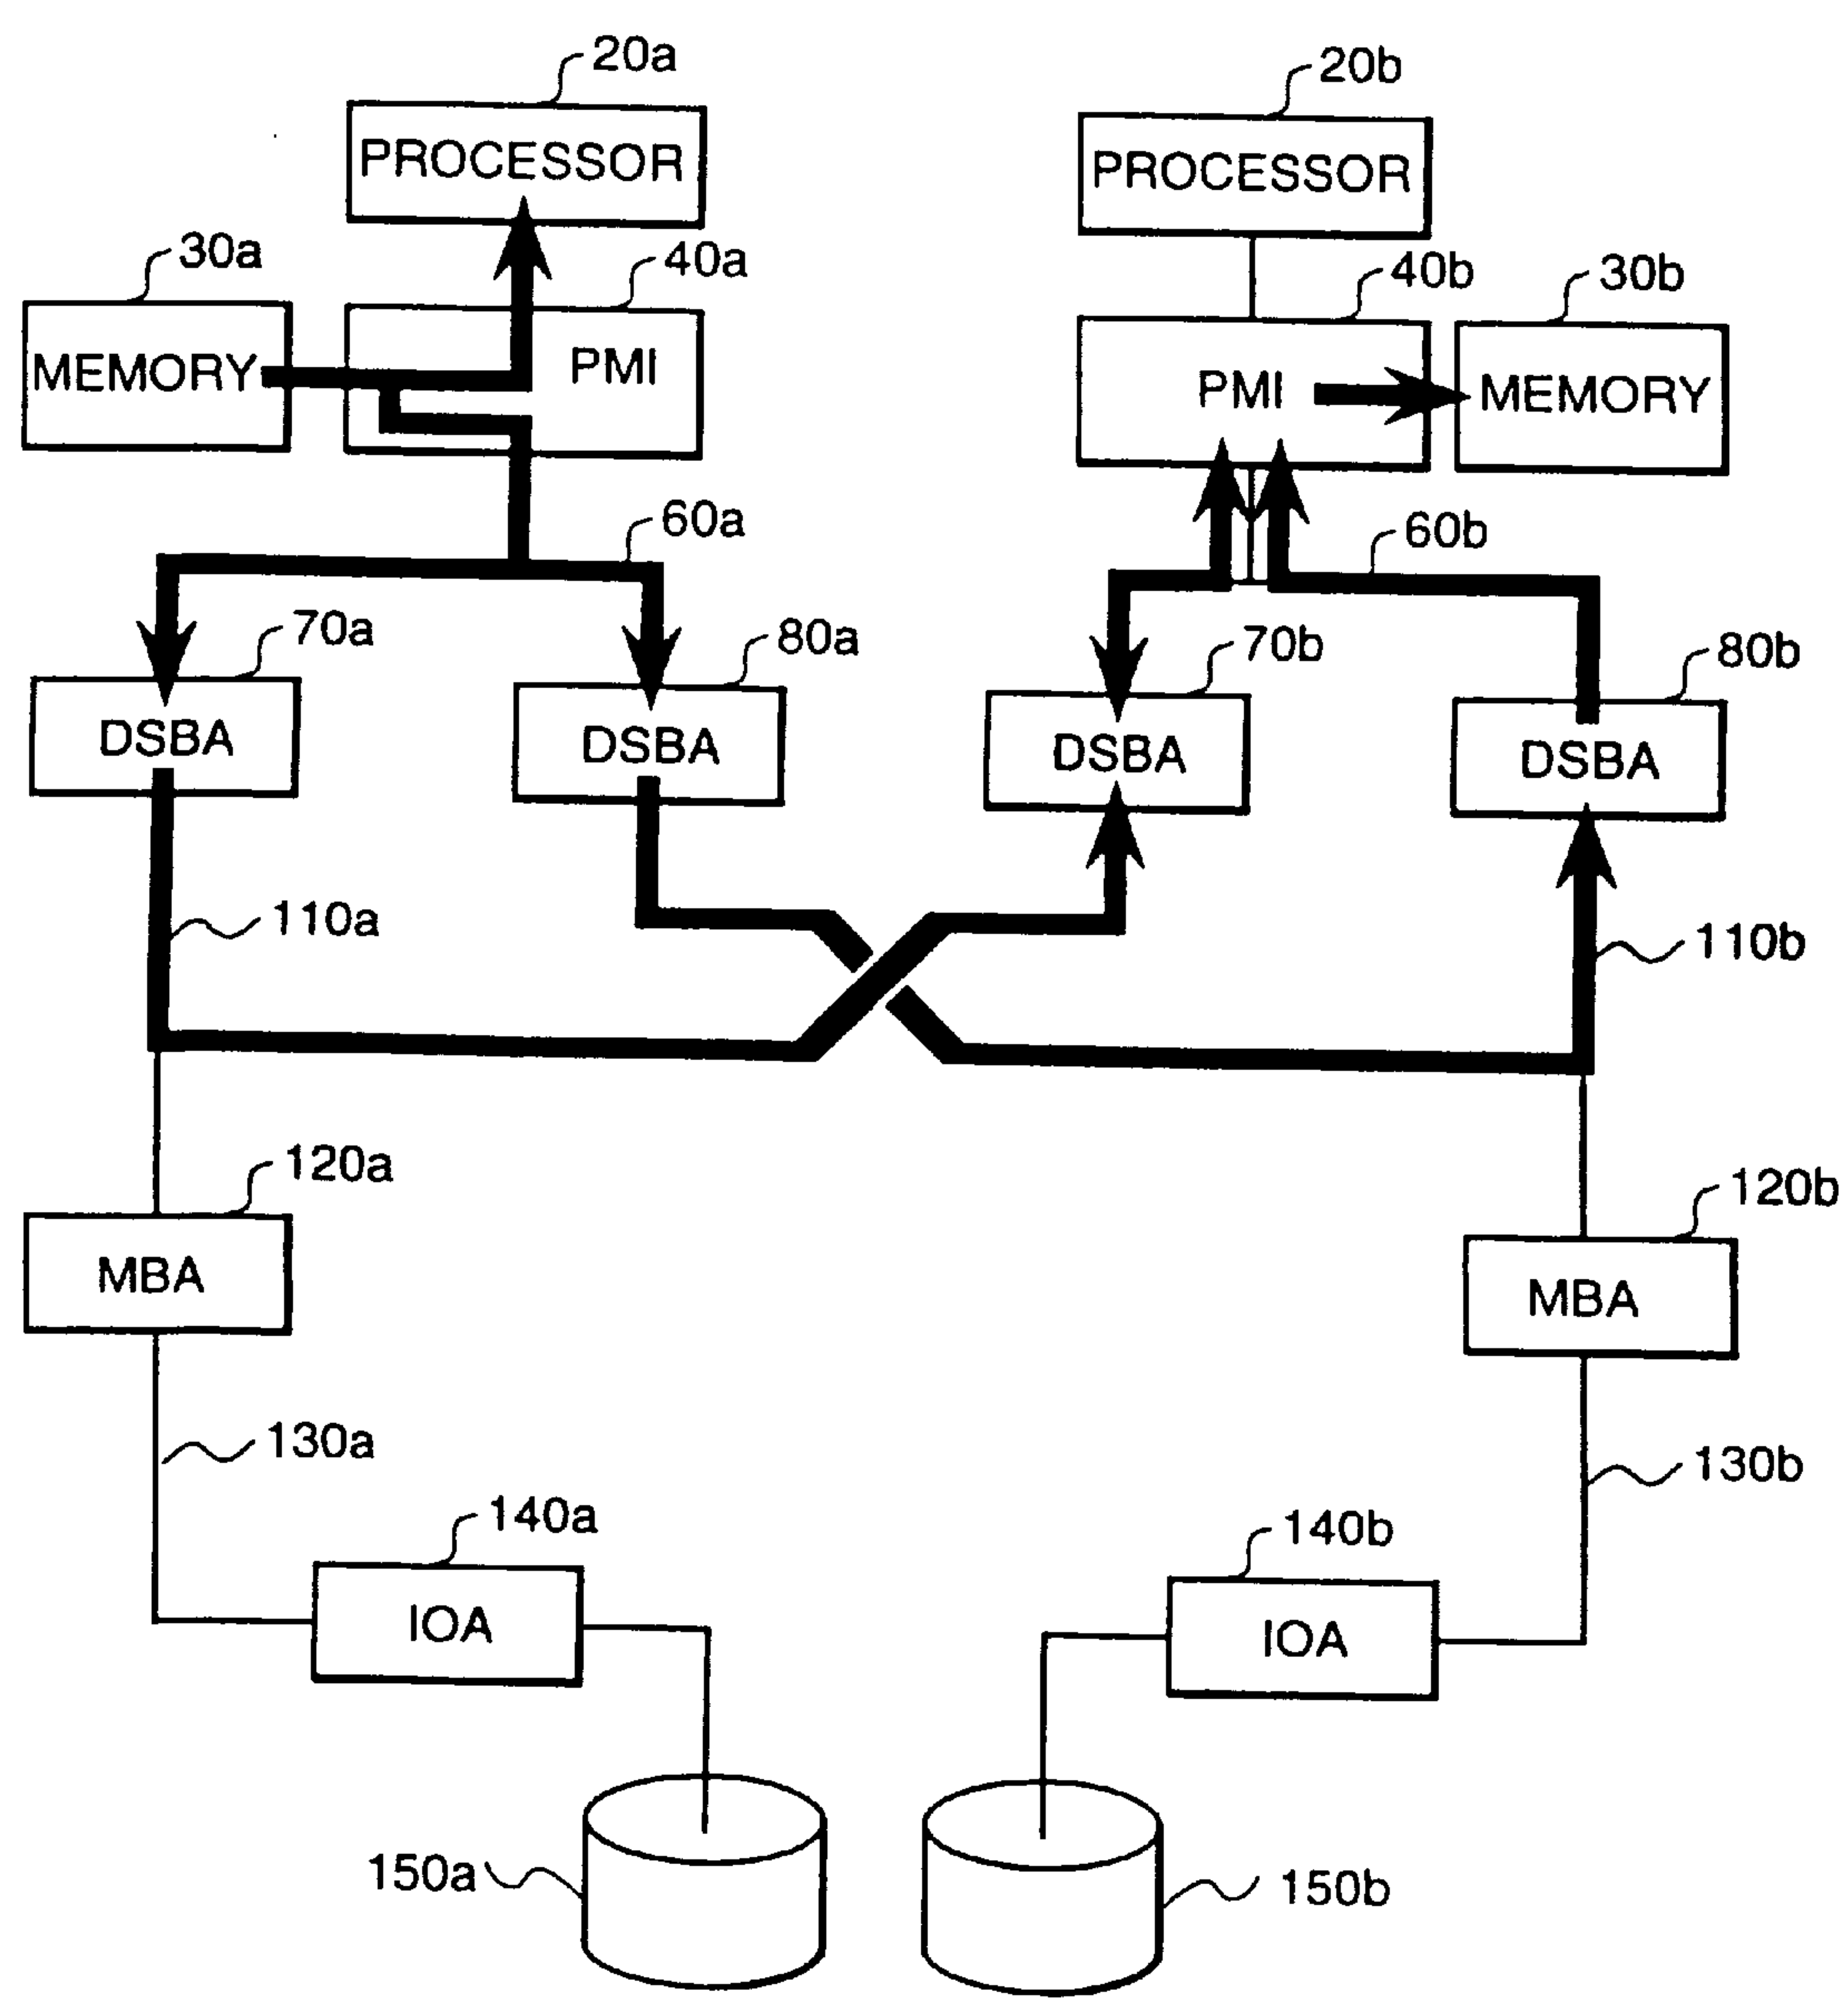 20a
20b
PROCESSOR
PROCESSOR
30a
40a
40b
30b
MEMORY
PMI
PMI
MEMORY
60a
60b
70a
80a
70b
80b
DSBA
DSBA
DSBA
DSBA
110a
110b
120a
120b
MBA
MBA
130a
130b
140a
140b
IOA
IOA
150a
150b